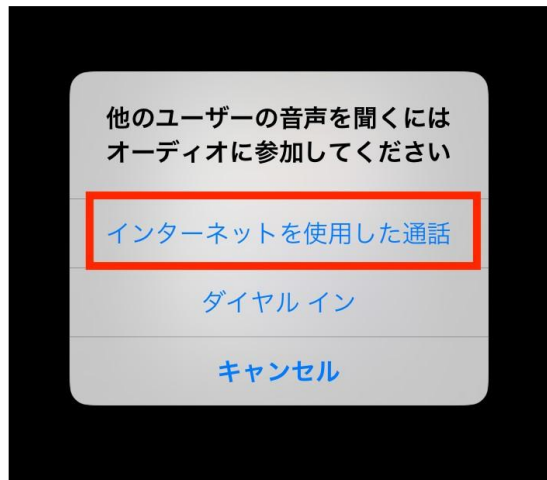 他のユーザーの音声を聞くには
オーディオに参加してください
インターネットを使用した通話
ダイヤル イン
キャンセル